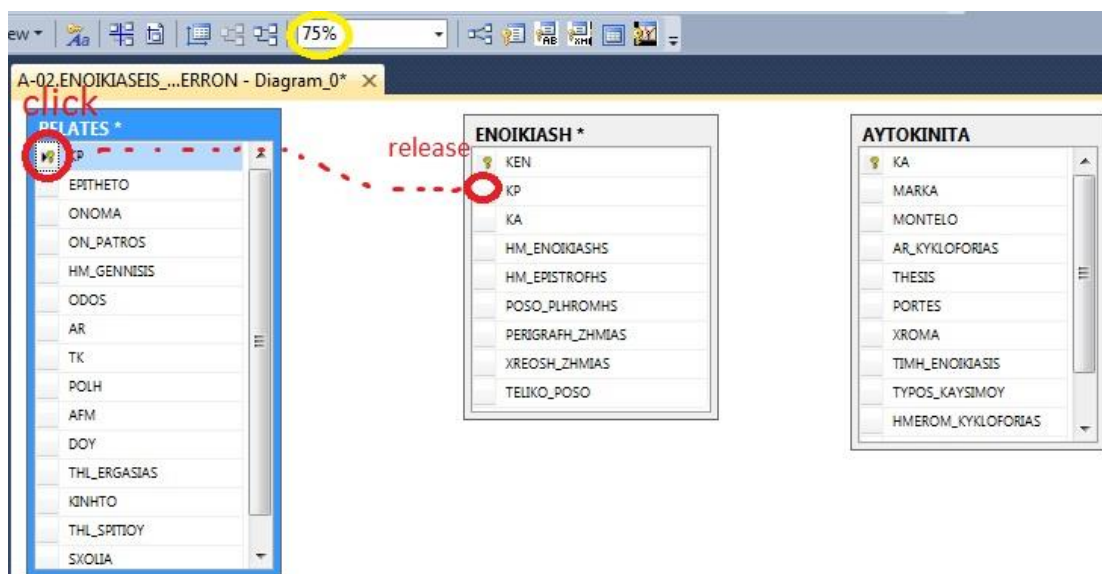 ew
75%
A-02.ENOIKIASEIS_...ERRON - Diagram_0*
click
PELATES *
KP
EPITHETO
ONOMA
ON_PATROS
HM_GENNISIS
ODOS
AR
TK
POLH
AFM
DOY
THL_ERGASIAS
KINHTO
THL_SPITIOY
SXOLIA
release
ENOIKIASH *
KEN
KP
KA
HM_ENOIKIASHS
HM_EPISTROFHS
POSO_PLHROMHS
PERIGRAFH_ZHMIAS
XREOSH_ZHMIAS
TELIKO_POSO
AYTOKINITA
KA
MARKA
MONTELO
AR_KYKLOFORIAS
THESIS
PORTES
XROMA
TIMH_ENOIKIASIS
TYPOS_KAYSIMOY
HMEROM_KYKLOFORIAS